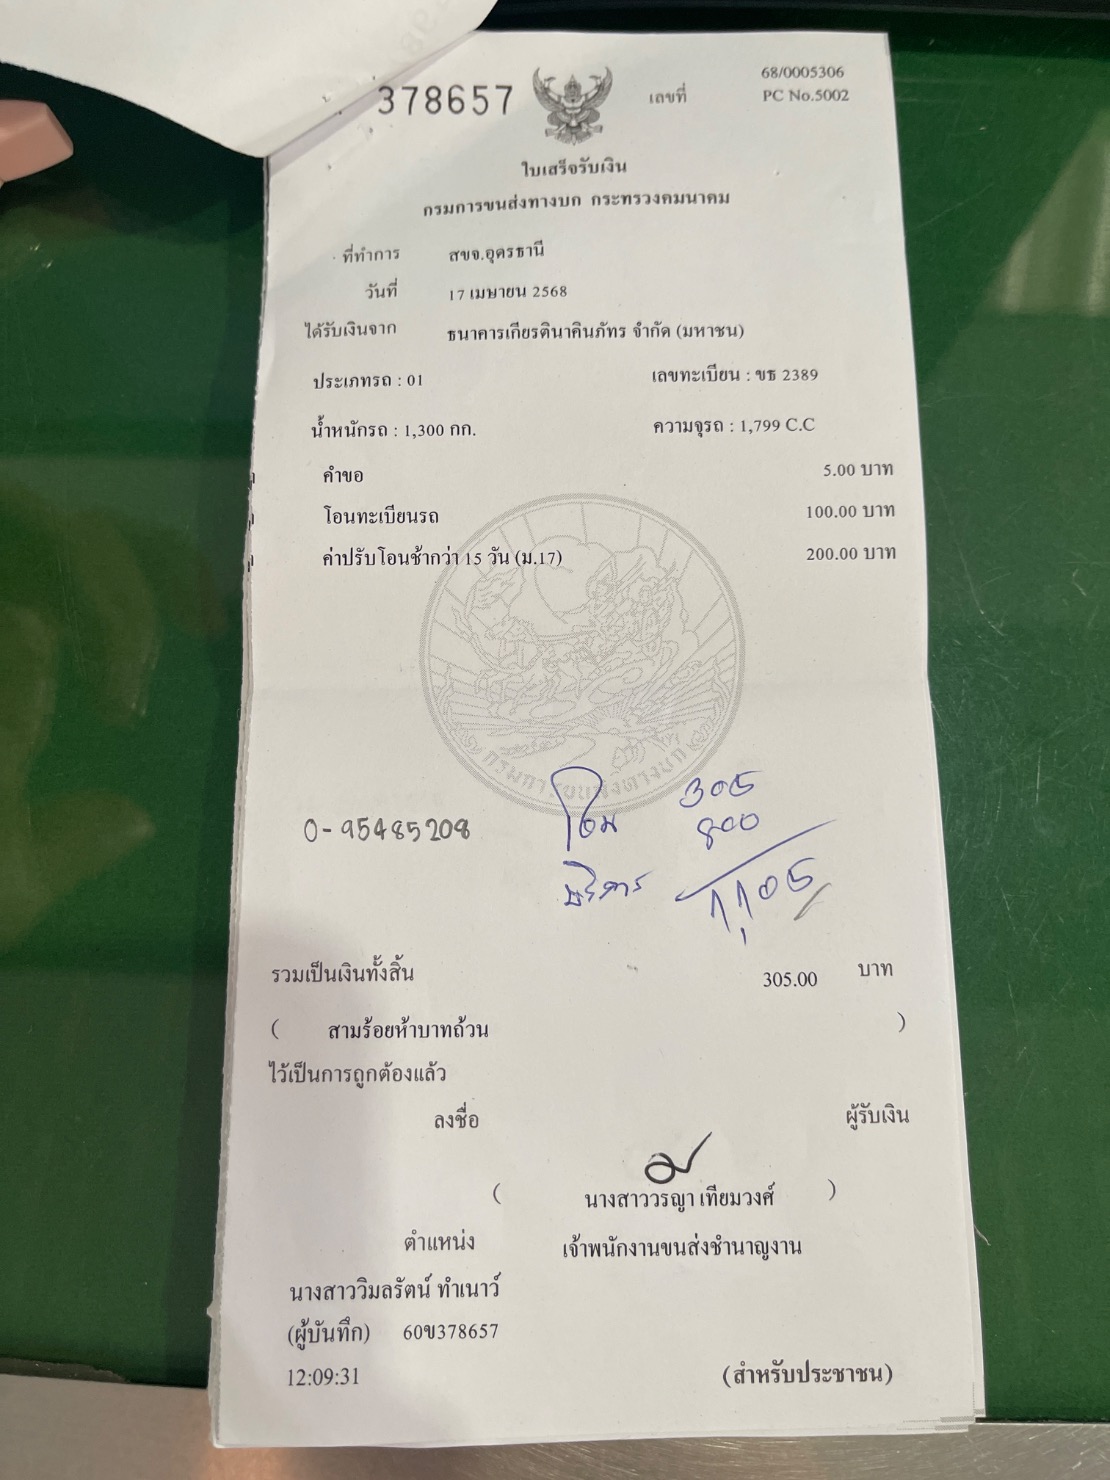 378657
เลขที่ 68/0005306
PC No.5002
ใบเสร็จรับเงิน
กรมการขนส่งทางบก กระทรวงคมนาคม
ที่ทำการ สขจ.อุดรธานี
วันที่ 17 เมษายน 2568
ได้รับเงินจาก ธนาคารเกียรตินาคินภัทร จำกัด (มหาชน)
ประเภทรถ : 01 เลขทะเบียน : ขธ 2389
น้ำหนักรถ : 1,300 กก. ความจุรถ : 1,799 C.C
คำขอ 5.00 บาท
โอนทะเบียนรถ 100.00 บาท
ค่าปรับโอนช้ากว่า 15 วัน (ม.17) 200.00 บาท
กรมการขนส่งทางบก
โอน 305
0-95485208 800
บริการ 1,105
รวมเป็นเงินทั้งสิ้น 305.00 บาท
( สามร้อยห้าบาทถ้วน )
ไว้เป็นการถูกต้องแล้ว
ลงชื่อ ผู้รับเงิน
( นางสาววรญา เทียมวงศ์ )
ตำแหน่ง เจ้าพนักงานขนส่งชำนาญงาน
นางสาววิมลรัตน์ ทำเนาว์
(ผู้บันทึก) 60ข378657
12:09:31 (สำหรับประชาชน)